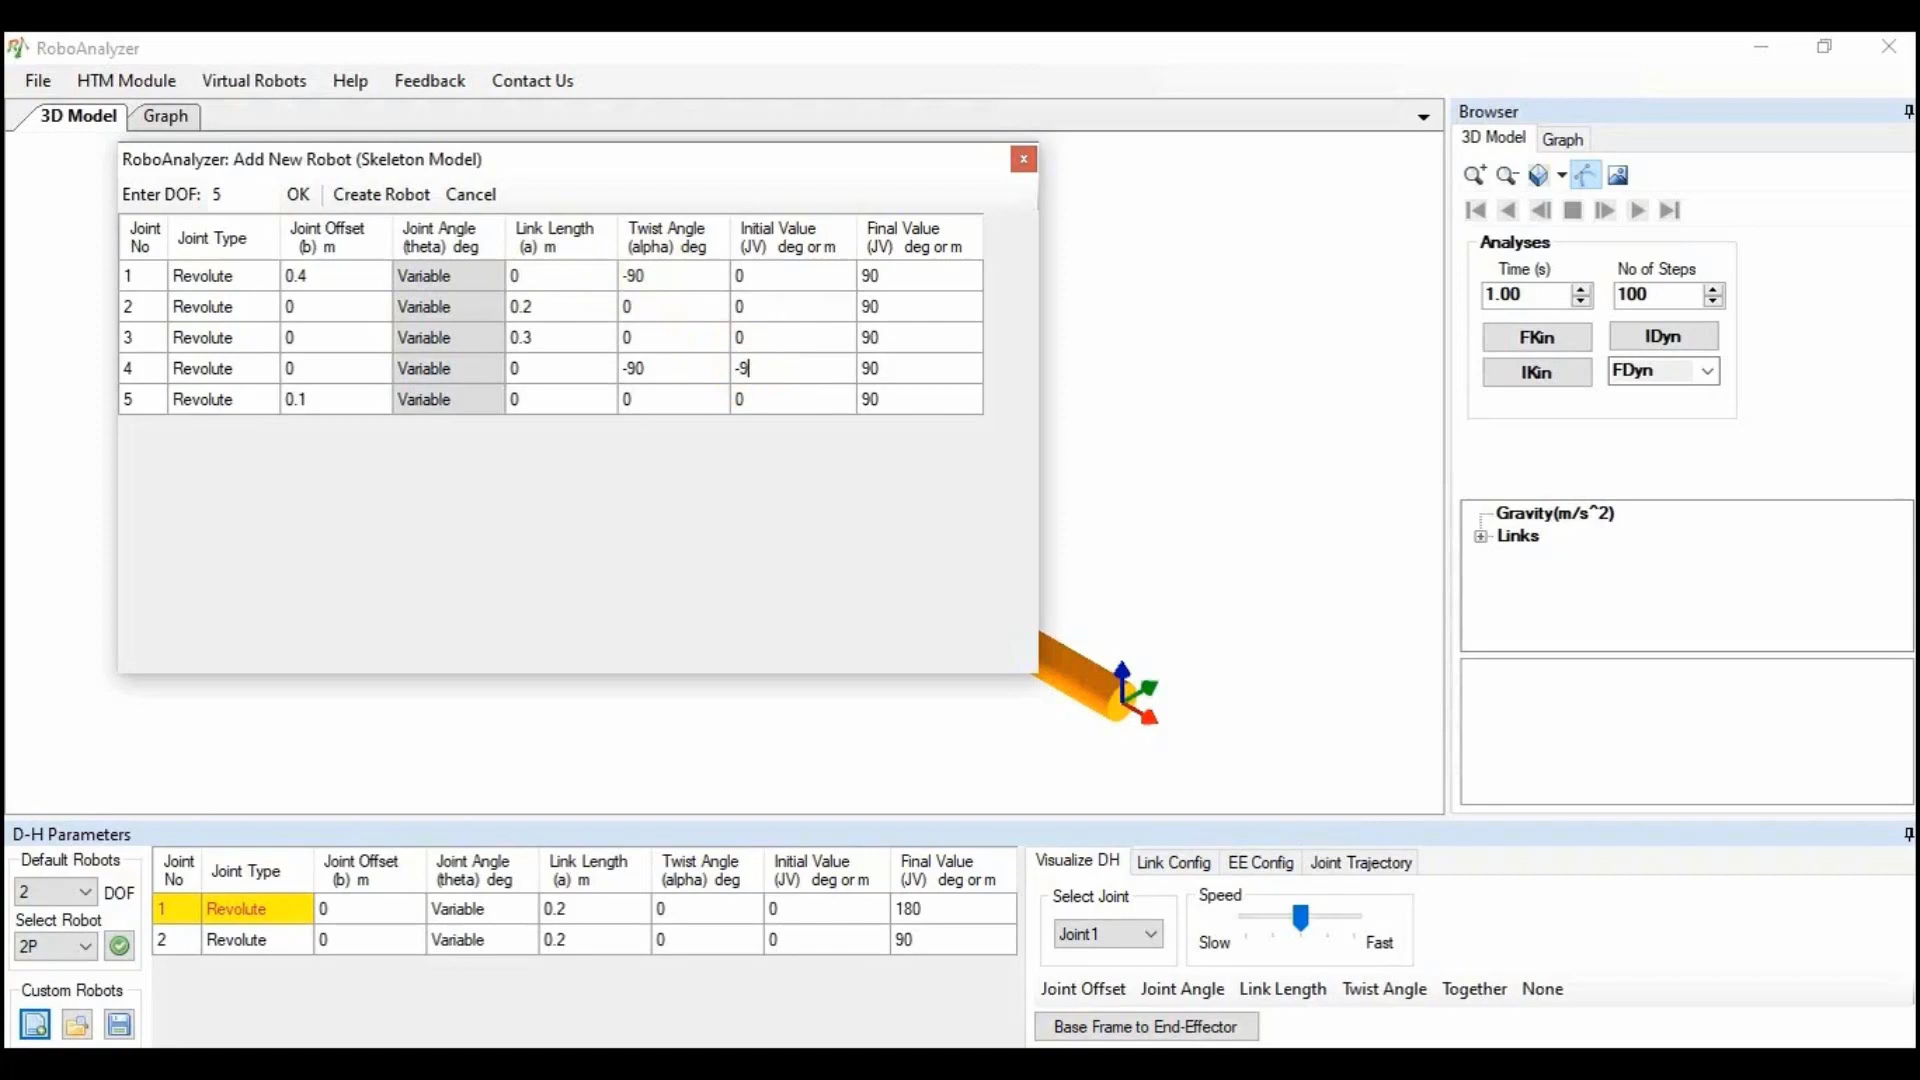 RoboAnalyzer
File HTM Module Virtual Robots Help Feedback Contact Us
3D Model Graph
RoboAnalyzer: Add New Robot (Skeleton Model) x
Enter DOF: 5 OK Create Robot Cancel
Joint No Joint Type Joint Offset (b) m Joint Angle (theta) deg Link Length (a) m Twist Angle (alpha) deg Initial Value (JV) deg or m Final Value (JV) deg or m
1 Revolute 0.4 Variable 0 -90 0 90
2 Revolute 0 Variable 0.2 0 0 90
3 Revolute 0 Variable 0.3 0 0 90
4 Revolute 0 Variable 0 -90 -9 90
5 Revolute 0.1 Variable 0 0 0 90
Browser
3D Model Graph
Analyses
Time (s) No of Steps
1.00 100
FKin IDyn
IKin FDyn
Gravity(m/s^2)
Links
D-H Parameters
Default Robots
2 DOF
Select Robot
2P
Custom Robots
Joint No Joint Type Joint Offset (b) m Joint Angle (theta) deg Link Length (a) m Twist Angle (alpha) deg Initial Value (JV) deg or m Final Value (JV) deg or m
1 Revolute 0 Variable 0.2 0 0 180
2 Revolute 0 Variable 0.2 0 0 90
Visualize DH Link Config EE Config Joint Trajectory
Select Joint
Joint1
Speed
Slow Fast
Joint Offset Joint Angle Link Length Twist Angle Together None
Base Frame to End-Effector